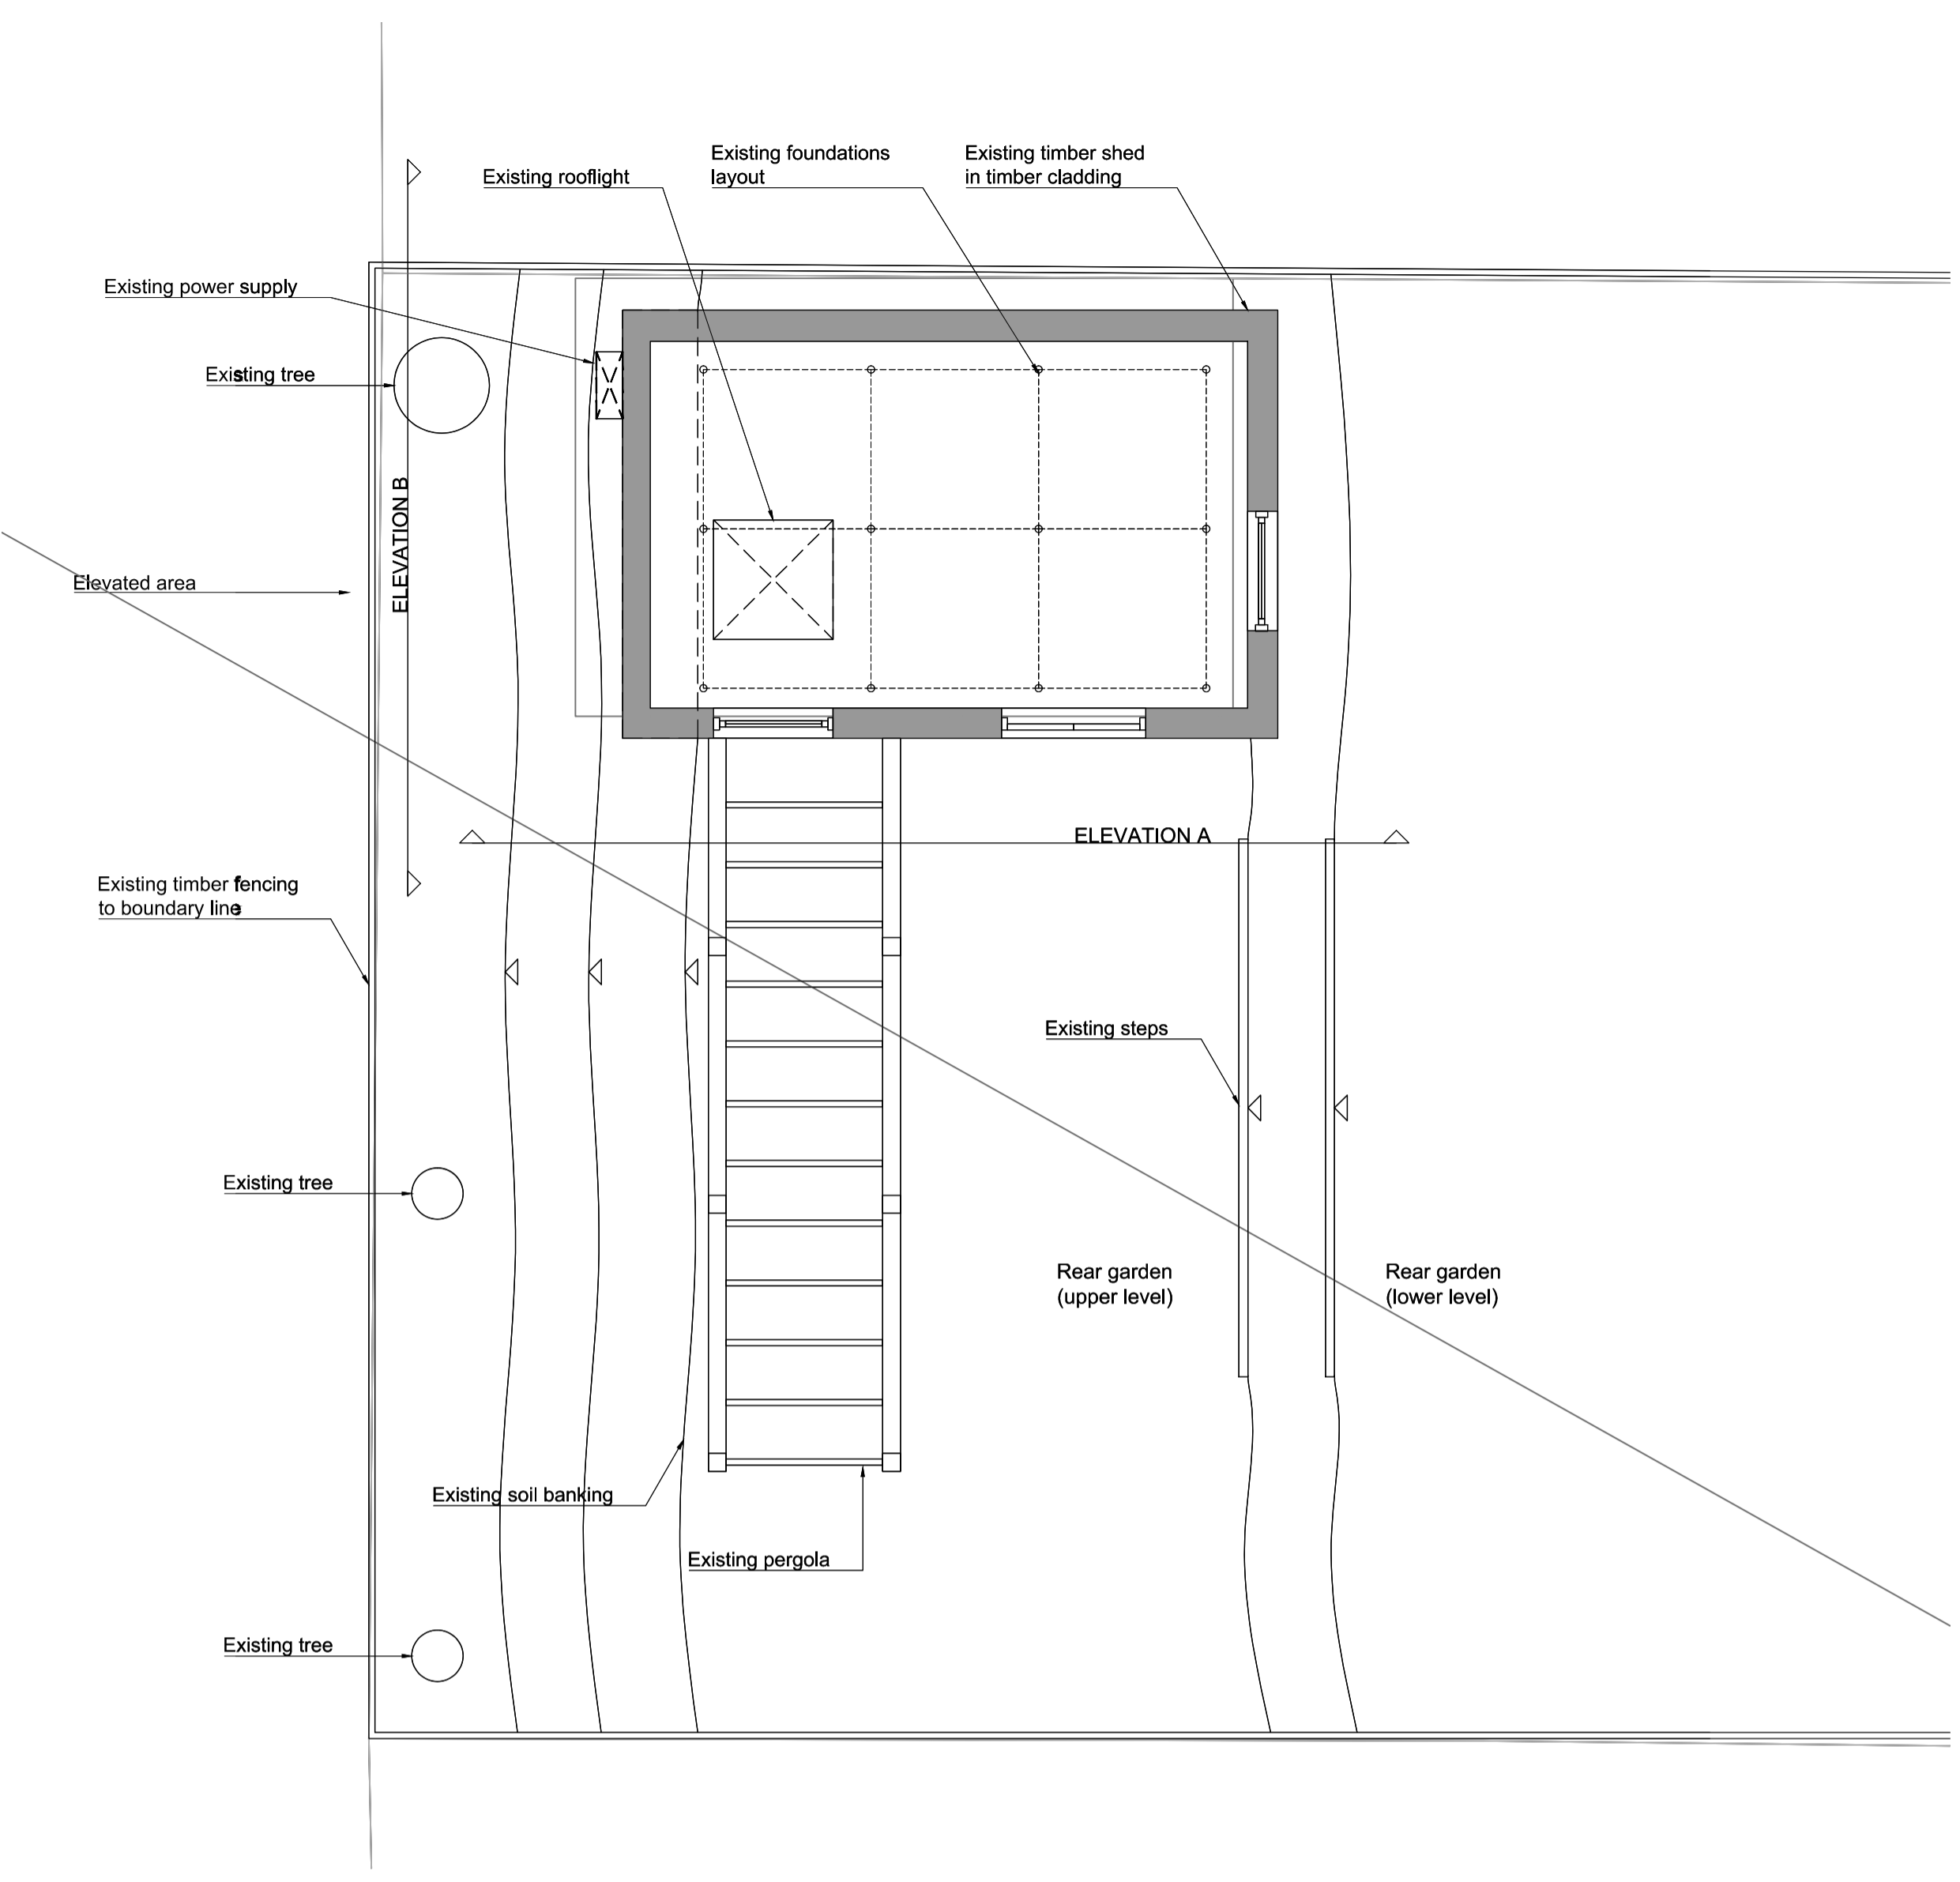 Existing foundations
layout
Existing timber shed
in timber cladding
Existing rooflight
Existing power supply
Existing tree
ELEVATION B
Elevated area
ELEVATION A
Existing timber fencing
to boundary line
Existing steps
Existing tree
Rear garden
(upper level)
Rear garden
(lower level)
Existing soil banking
Existing pergola
Existing tree